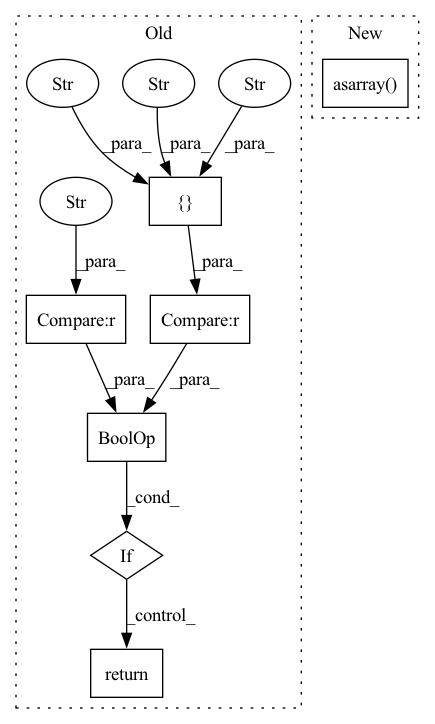 Old
New
Str
Str
Str
asarray()
_para_
_para_
_para_
Str
{}
_para_
_para_
Compare:r
Compare:r
_para_
_para_
BoolOp
_cond_
If
_control_
return